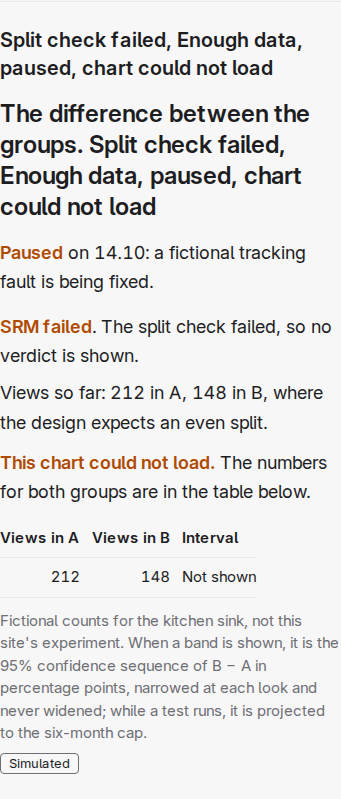 Split check failed, Enough data,
paused, chart could not load
The difference between the
groups. Split check failed,
Enough data, paused, chart
could not load
Paused on 14.10: a fictional tracking
fault is being fixed.
SRM failed. The split check failed, so no
verdict is shown.
Views so far: 212 in A, 148 in B, where
the design expects an even split.
This chart could not load. The numbers
for both groups are in the table below.
Views in A Views in B Interval
212 148 Not shown
Fictional counts for the kitchen sink, not this
site's experiment. When a band is shown, it is the
95% confidence sequence of B − A in
percentage points, narrowed at each look and
never widened; while a test runs, it is projected
to the six-month cap.
Simulated